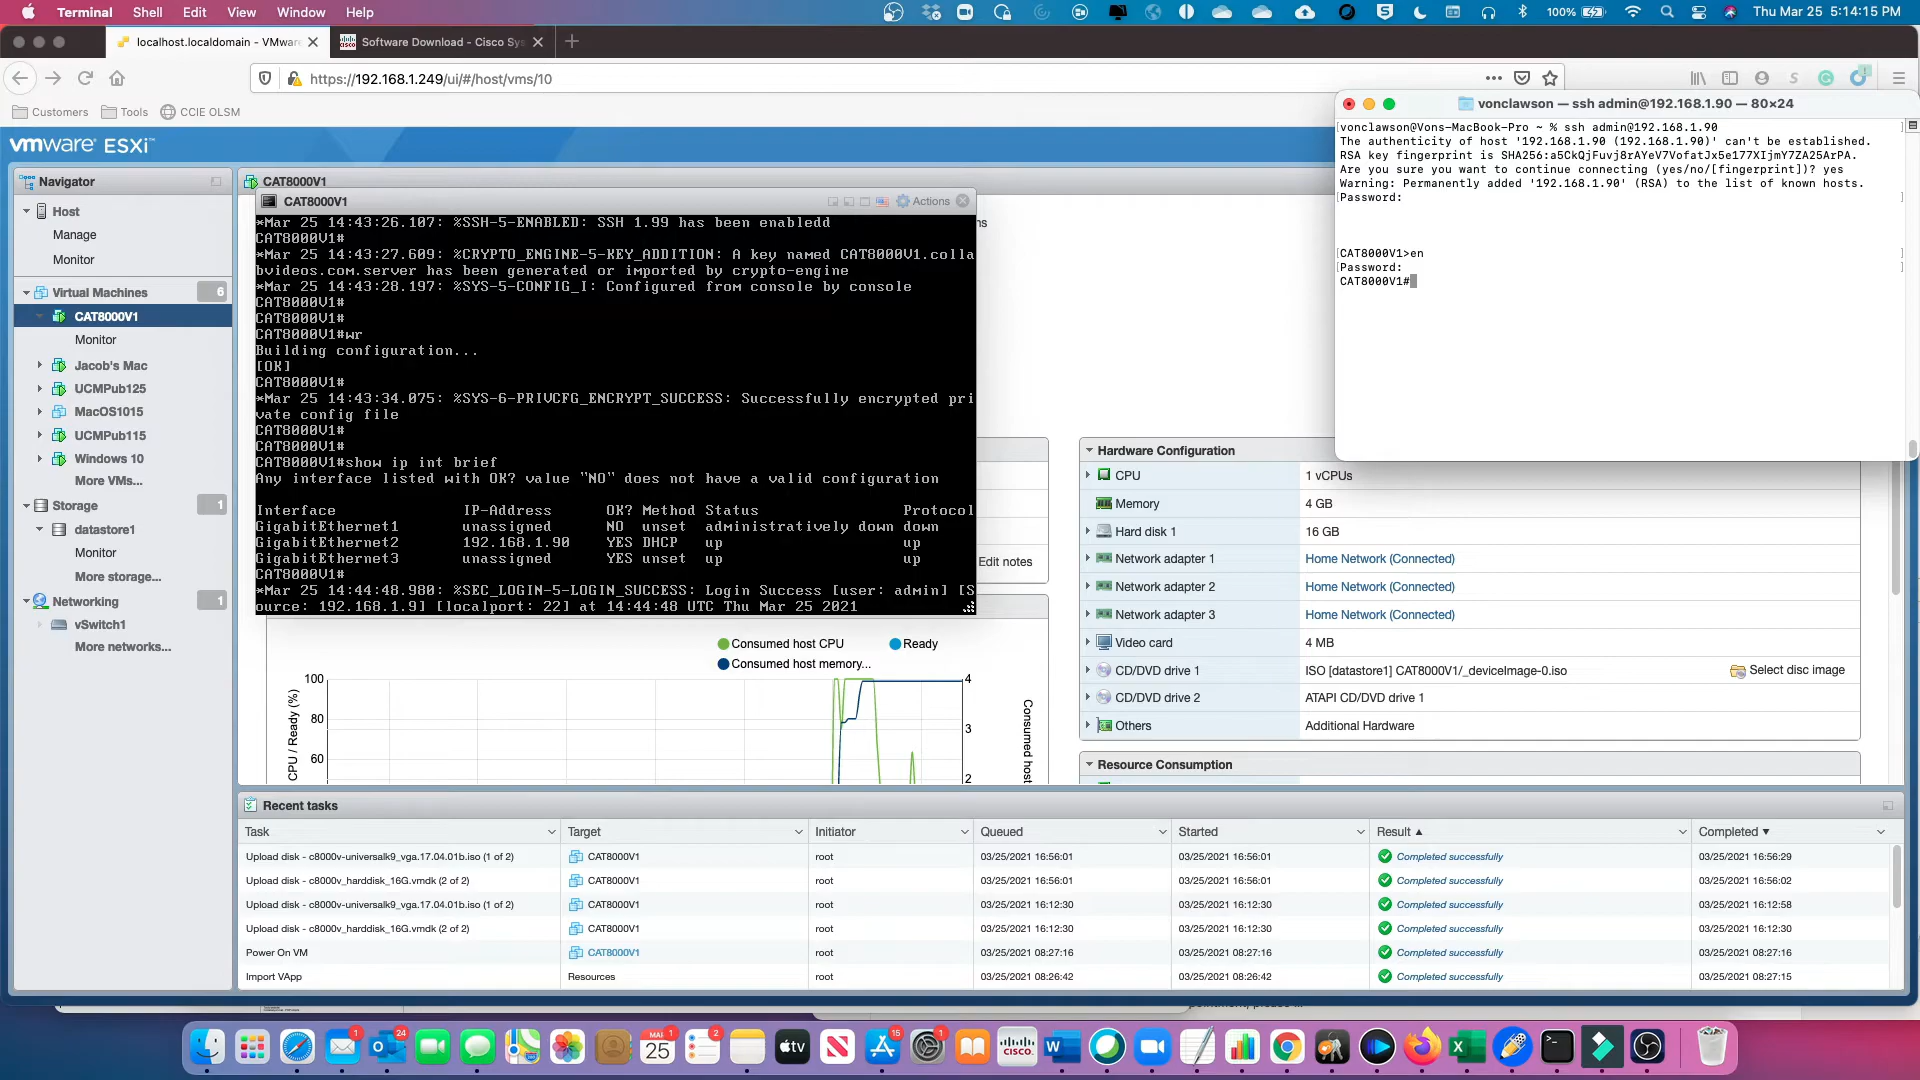 Terminal Shell Edit View Window Help 100% Thu Mar 25 5:14:15 PM
localhost.localdomain - VMware
Software Download - Cisco Sys
https://192.168.1.249/ui/#/host/vms/10
Customers Tools CCIE OLSM
vmware ESXi™
Navigator
Host
Manage
Monitor
Virtual Machines 6
CAT8000V1
Monitor
Jacob's Mac
UCMPub125
MacOS1015
UCMPub115
Windows 10
More VMs...
Storage 1
datastore1
Monitor
More storage...
Networking 1
vSwitch1
More networks...
CAT8000V1
CAT8000V1 Actions
*Mar 25 14:43:26.107: %SSH-5-ENABLED: SSH 1.99 has been enabledd
CAT8000V1#
*Mar 25 14:43:27.609: %CRYPTO_ENGINE-5-KEY_ADDITION: A key named CAT8000V1.colla
bvideos.com.server has been generated or imported by crypto-engine
*Mar 25 14:43:28.197: %SYS-5-CONFIG_I: Configured from console by console
CAT8000V1#
CAT8000V1#
CAT8000V1#wr
Building configuration...
[OK]
CAT8000V1#
*Mar 25 14:43:34.075: %SYS-6-PRIVCFG_ENCRYPT_SUCCESS: Successfully encrypted pri
vate config file
CAT8000V1#
CAT8000V1#
CAT8000V1#show ip int brief
Any interface listed with OK? value "NO" does not have a valid configuration
Interface IP-Address OK? Method Status Protocol
GigabitEthernet1 unassigned NO unset administratively down down
GigabitEthernet2 192.168.1.90 YES DHCP up up
GigabitEthernet3 unassigned YES unset up up
CAT8000V1#
*Mar 25 14:44:48.980: %SEC_LOGIN-5-LOGIN_SUCCESS: Login Success [user: admin] [S
ource: 192.168.1.9] [localport: 22] at 14:44:48 UTC Thu Mar 25 2021
ns
Edit notes
vonclawson — ssh admin@192.168.1.90 — 80×24
[vonclawson@Vons-MacBook-Pro ~ % ssh admin@192.168.1.90 ]
The authenticity of host '192.168.1.90 (192.168.1.90)' can't be established.
RSA key fingerprint is SHA256:a5CkQjFuvj8rAYeV7VofatJx5e177XIjmY7ZA25ArPA.
Are you sure you want to continue connecting (yes/no/[fingerprint])? yes
Warning: Permanently added '192.168.1.90' (RSA) to the list of known hosts.
[Password: ]
[CAT8000V1>en ]
[Password: ]
CAT8000V1#
Hardware Configuration
CPU 1 vCPUs
Memory 4 GB
Hard disk 1 16 GB
Network adapter 1 Home Network (Connected)
Network adapter 2 Home Network (Connected)
Network adapter 3 Home Network (Connected)
Video card 4 MB
CD/DVD drive 1 ISO [datastore1] CAT8000V1/_deviceImage-0.iso Select disc image
CD/DVD drive 2 ATAPI CD/DVD drive 1
Others Additional Hardware
Resource Consumption
Consumed host CPU Ready
Consumed host memory...
100
80
60
CPU / Ready (%)
4
3
2
Consumed host
Recent tasks
Task Target Initiator Queued Started Result ▲ Completed ▼
Upload disk - c8000v-universalk9_vga.17.04.01b.iso (1 of 2) CAT8000V1 root 03/25/2021 16:56:01 03/25/2021 16:56:01 Completed successfully 03/25/2021 16:56:29
Upload disk - c8000v_harddisk_16G.vmdk (2 of 2) CAT8000V1 root 03/25/2021 16:56:01 03/25/2021 16:56:01 Completed successfully 03/25/2021 16:56:02
Upload disk - c8000v-universalk9_vga.17.04.01b.iso (1 of 2) CAT8000V1 root 03/25/2021 16:12:30 03/25/2021 16:12:30 Completed successfully 03/25/2021 16:12:58
Upload disk - c8000v_harddisk_16G.vmdk (2 of 2) CAT8000V1 root 03/25/2021 16:12:30 03/25/2021 16:12:30 Completed successfully 03/25/2021 16:12:30
Power On VM CAT8000V1 root 03/25/2021 08:27:16 03/25/2021 08:27:16 Completed successfully 03/25/2021 08:27:16
Import VApp Resources root 03/25/2021 08:26:42 03/25/2021 08:26:42 Completed successfully 03/25/2021 08:27:15
1 24 MAR 25 1 2 tv 15 1 CISCO